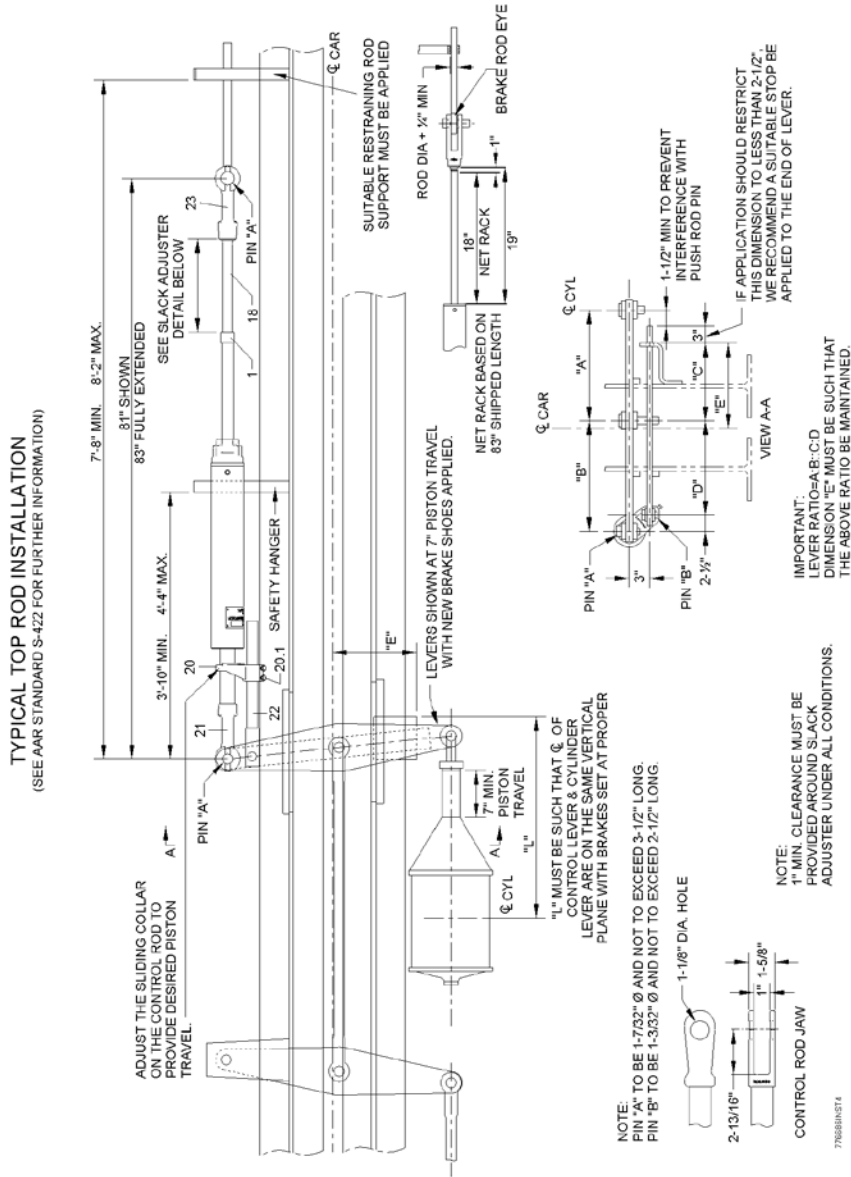 TYPICAL TOP ROD INSTALLATION
(SEE AAR STANDARD S-422 FOR FURTHER INFORMATION)
7'-8" MIN. 8'-2" MAX.
81" SHOWN
83" FULLY EXTENDED
3'-10" MIN. 4'-4" MAX.
SEE SLACK ADJUSTER
DETAIL BELOW
ADJUST THE SLIDING COLLAR
ON THE CONTROL ROD TO
PROVIDE DESIRED PISTON
TRAVEL.
A
PIN "A"
21
20
22
20.1
SAFETY HANGER
1
18
23
PIN "A"
SUITABLE RESTRAINING ROD
SUPPORT MUST BE APPLIED
℄ CAR
"E"
LEVERS SHOWN AT 7" PISTON TRAVEL
WITH NEW BRAKE SHOES APPLIED.
7" MIN.
PISTON
TRAVEL
A
"L"
℄ CYL
"L" MUST BE SUCH THAT ℄ OF
CONTROL LEVER & CYLINDER
LEVER ARE ON THE SAME VERTICAL
PLANE WITH BRAKES SET AT PROPER
ROD DIA + ¼" MIN
BRAKE ROD EYE
1"
18"
NET RACK
19"
NET RACK BASED ON
83" SHIPPED LENGTH
℄ CAR
℄ CYL
"B"
"A"
PIN "A"
3"
PIN "B"
2-½"
"D"
"C"
3"
"E"
VIEW A-A
1-1/2" MIN TO PREVENT
INTERFERENCE WITH
PUSH ROD PIN
IF APPLICATION SHOULD RESTRICT
THIS DIMENSION TO LESS THAN 2-1/2",
WE RECOMMEND A SUITABLE STOP BE
APPLIED TO THE END OF LEVER.
IMPORTANT:
LEVER RATIO=A:B::C:D
DIMENSION "E" MUST BE SUCH THAT
THE ABOVE RATIO BE MAINTAINED.
NOTE:
PIN "A" TO BE 1-7/32" Ø AND NOT TO EXCEED 3-1/2" LONG.
PIN "B" TO BE 1-3/32" Ø AND NOT TO EXCEED 2-1/2" LONG.
1-1/8" DIA. HOLE
2-13/16"
1" 1-5/8"
CONTROL ROD JAW
NOTE:
1" MIN. CLEARANCE MUST BE
PROVIDED AROUND SLACK
ADJUSTER UNDER ALL CONDITIONS.